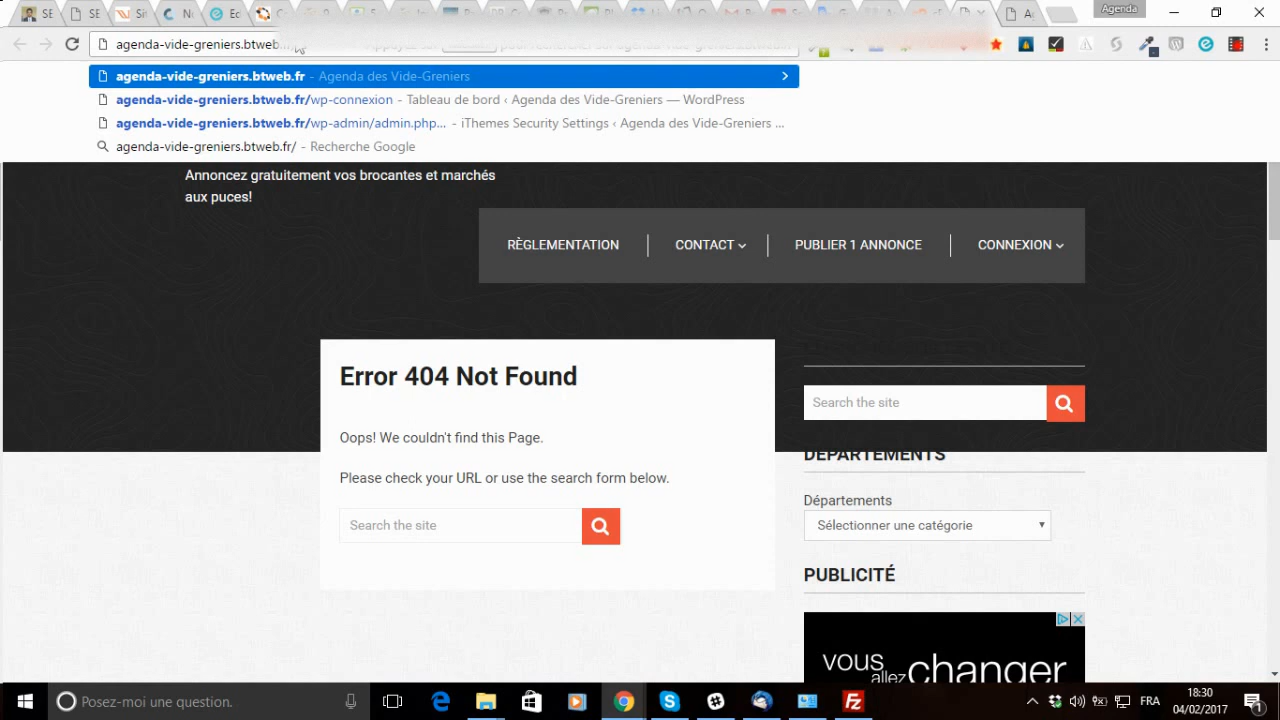 Agenda
agenda-vide-greniers.btweb
agenda-vide-greniers.btweb.fr - Agenda des Vide-Greniers
agenda-vide-greniers.btweb.fr/wp-connexion - Tableau de bord ‹ Agenda des Vide-Greniers — WordPress
agenda-vide-greniers.btweb.fr/wp-admin/admin.php... - iThemes Security Settings ‹ Agenda des Vide-Greniers ...
agenda-vide-greniers.btweb.fr/ - Recherche Google
Annoncez gratuitement vos brocantes et marchés
aux puces!
RÈGLEMENTATION CONTACT PUBLIER 1 ANNONCE CONNEXION
Error 404 Not Found
Oops! We couldn't find this Page.
Please check your URL or use the search form below.
Search the site
Search the site
DÉPARTEMENTS
Départements
Sélectionner une catégorie
PUBLICITÉ
vous
allez changer
Posez-moi une question.
FRA
18:30
04/02/2017
1